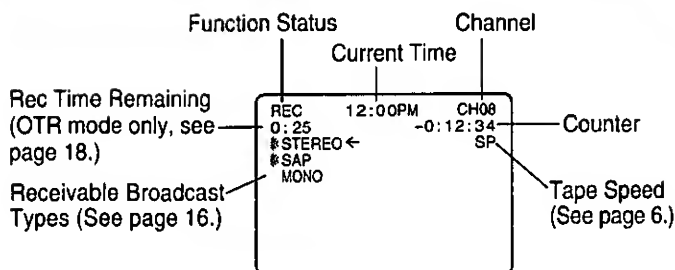 Function Status
Current Time
Channel
Rec Time Remaining
(OTR mode only, see
page 18.)
Receivable Broadcast
Types (See page 16.)
REC 12:00PM CH08
0:25 -0:12:34
STEREO← SP
SAP
MONO
Counter
Tape Speed
(See page 6.)